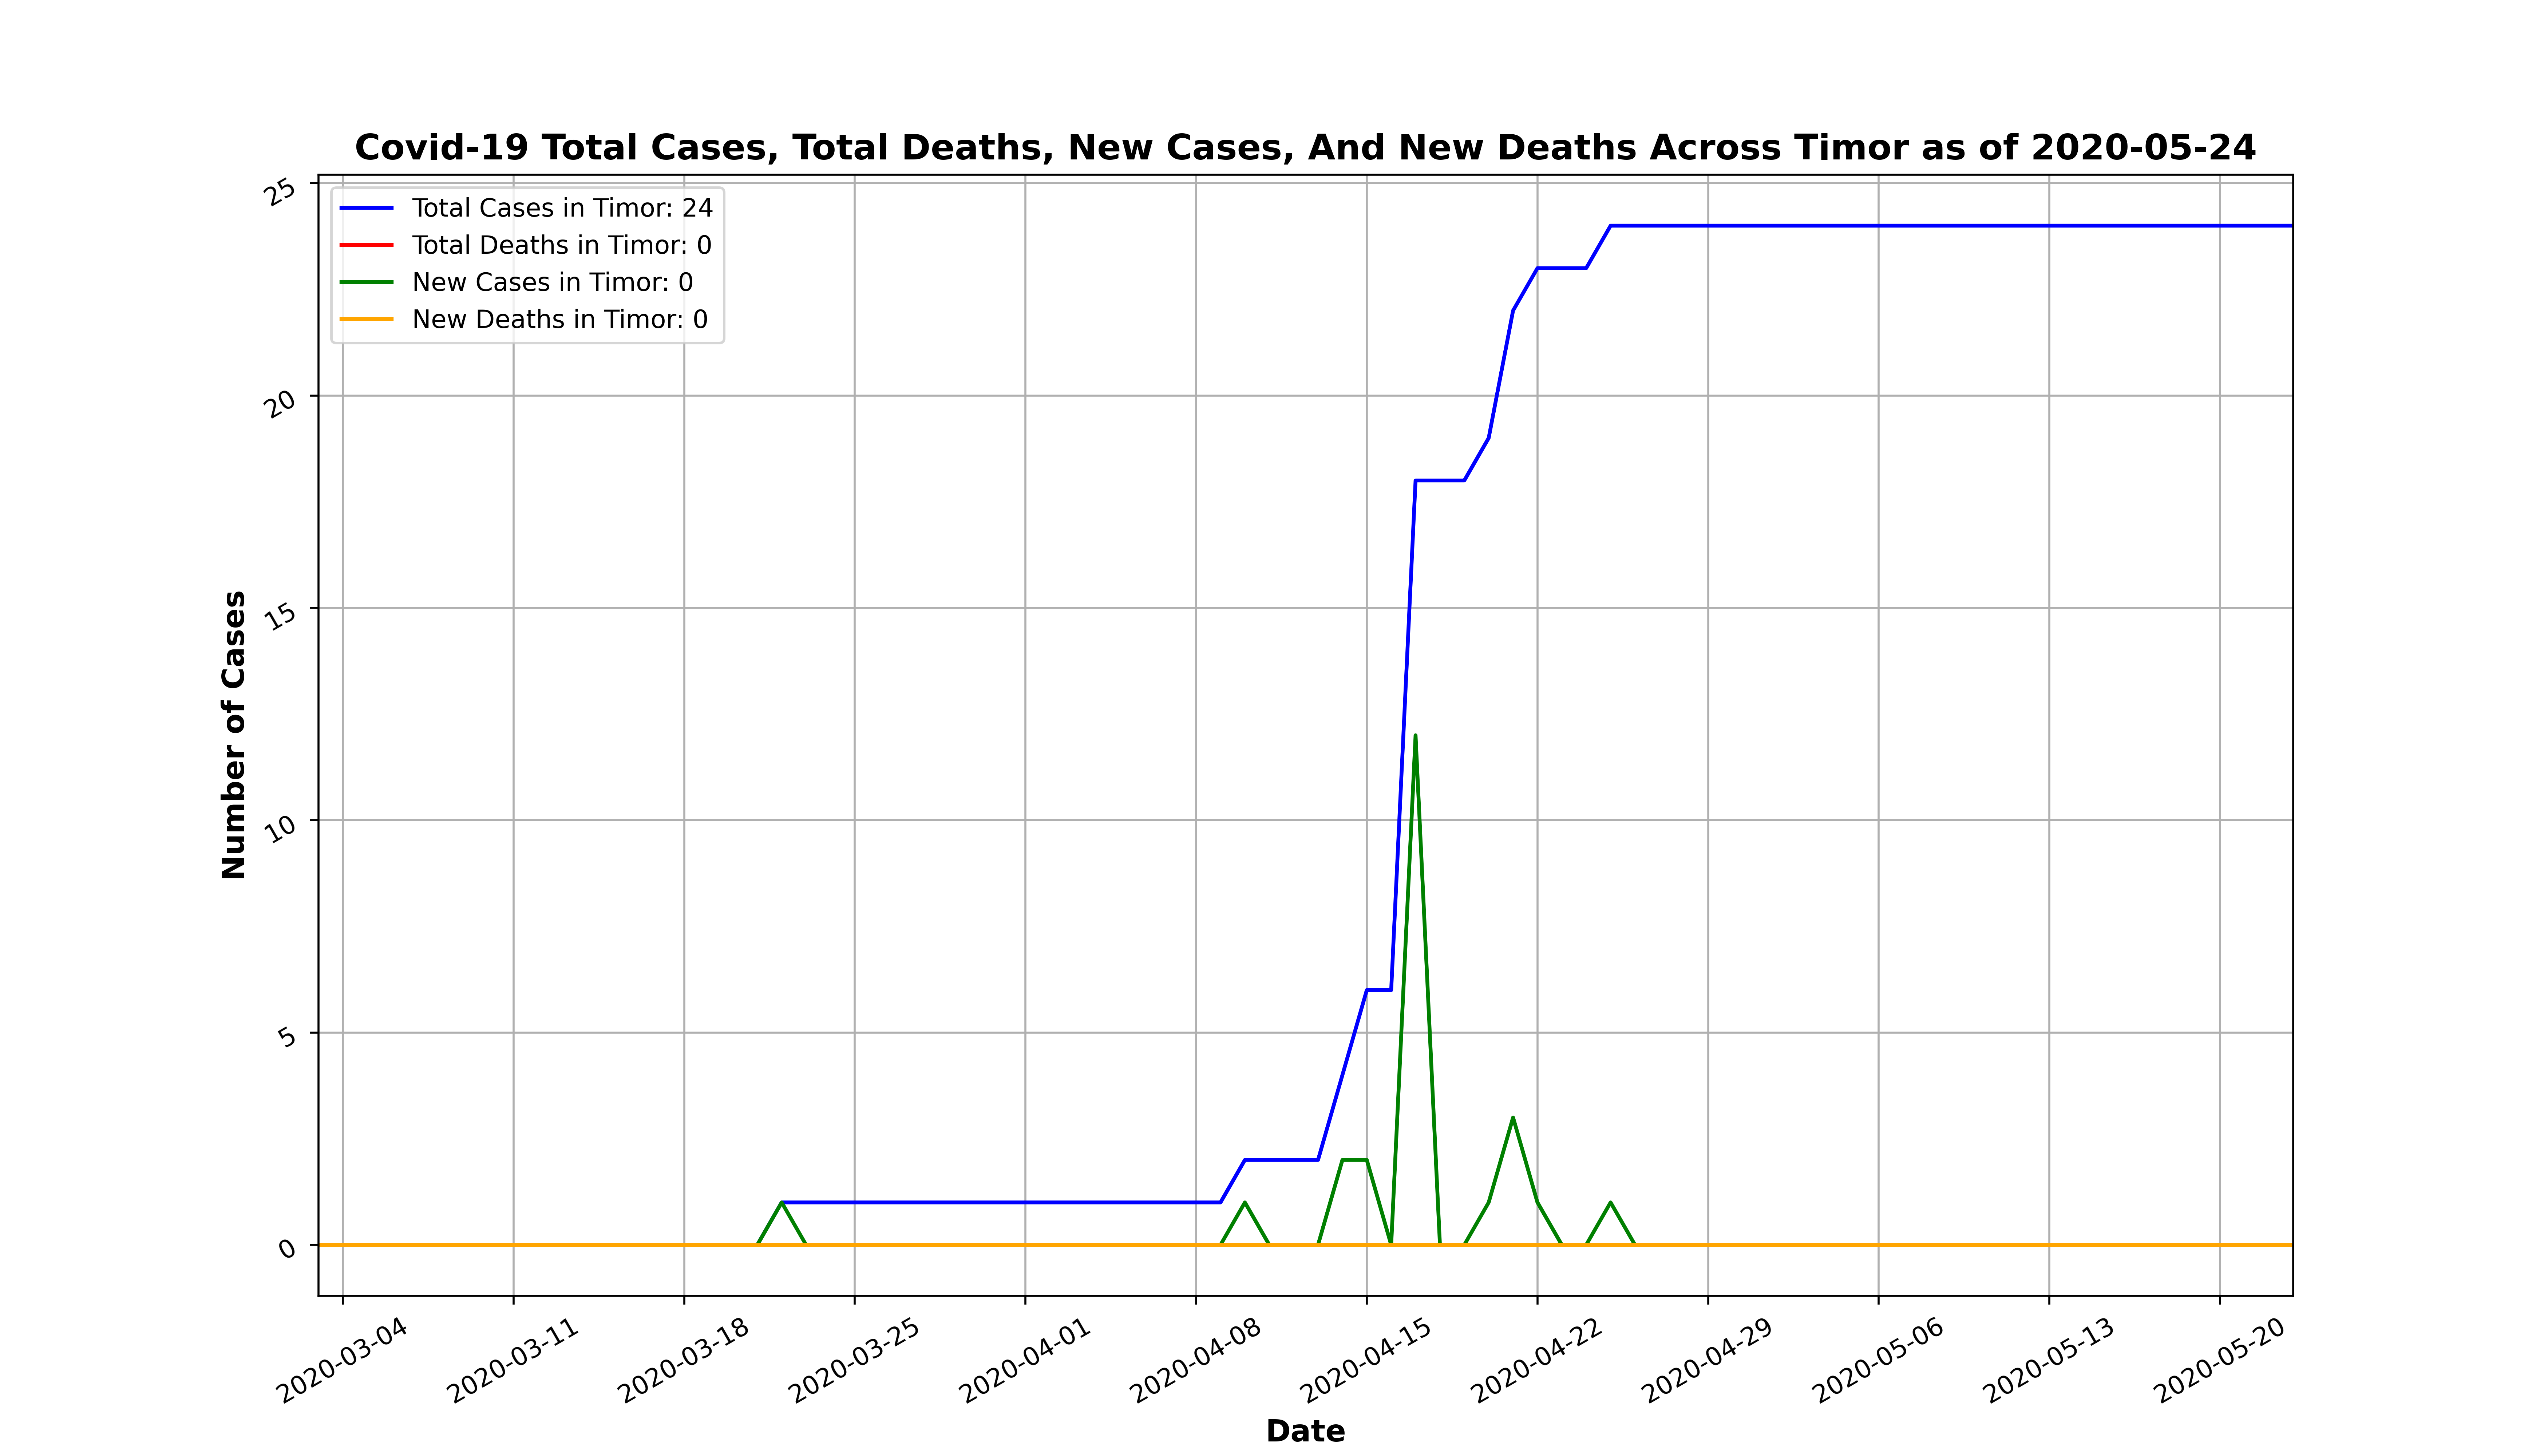 Covid-19 Total Cases, Total Deaths, New Cases, And New Deaths Across Timor as of 2020-05-24
Total Cases in Timor: 24
Total Deaths in Timor: 0
New Cases in Timor: 0
New Deaths in Timor: 0
Number of Cases
25
20
15
10
5
0
2020-03-04
2020-03-11
2020-03-18
2020-03-25
2020-04-01
2020-04-08
2020-04-15
2020-04-22
2020-04-29
2020-05-06
2020-05-13
2020-05-20
Date